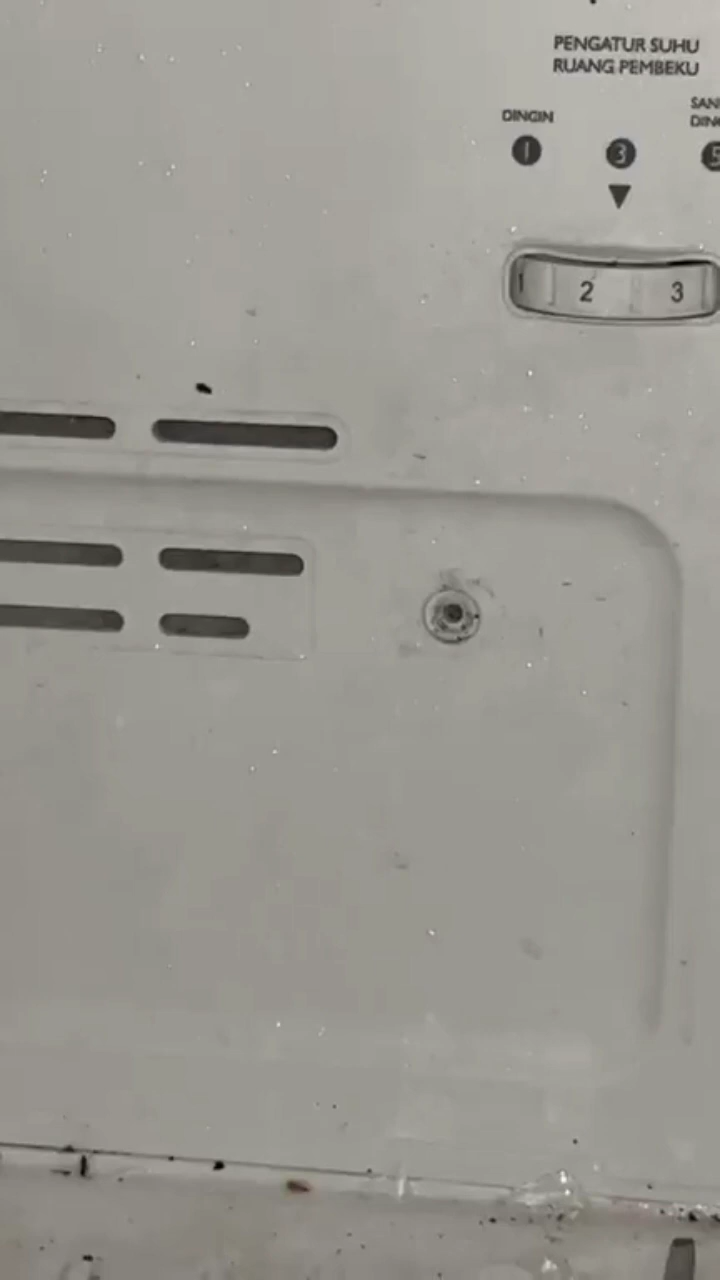 PENGATUR SUHU
RUANG PEMBEKU
DINGIN
1 3 5
1 2 3